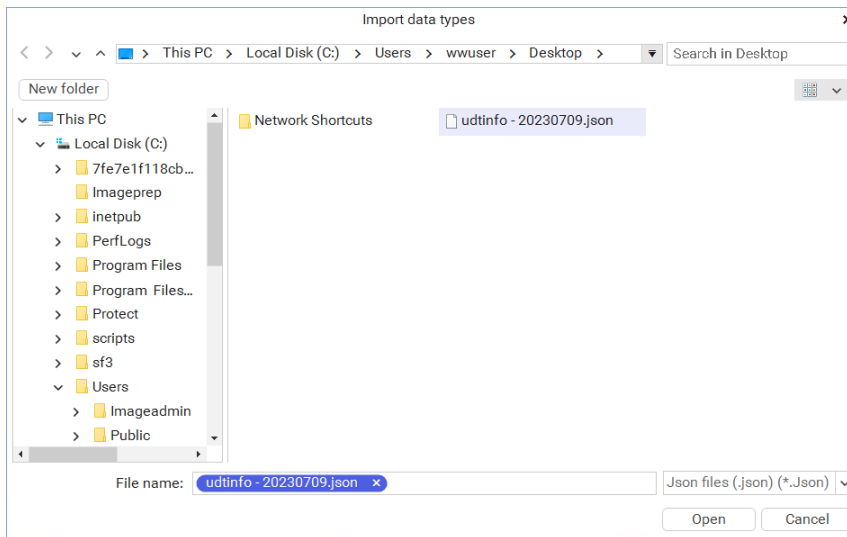 Import data types
This PC > Local Disk (C:) > Users > wwuser > Desktop >
Search in Desktop
New folder
This PC
Local Disk (C:)
7fe7e1f118cb...
Imageprep
inetpub
PerfLogs
Program Files
Program Files...
Protect
scripts
sf3
Users
Imageadmin
Public
Network Shortcuts
udtinfo - 20230709.json
File name: udtinfo - 20230709.json ×
Json files (.json) (*.Json)
Open Cancel